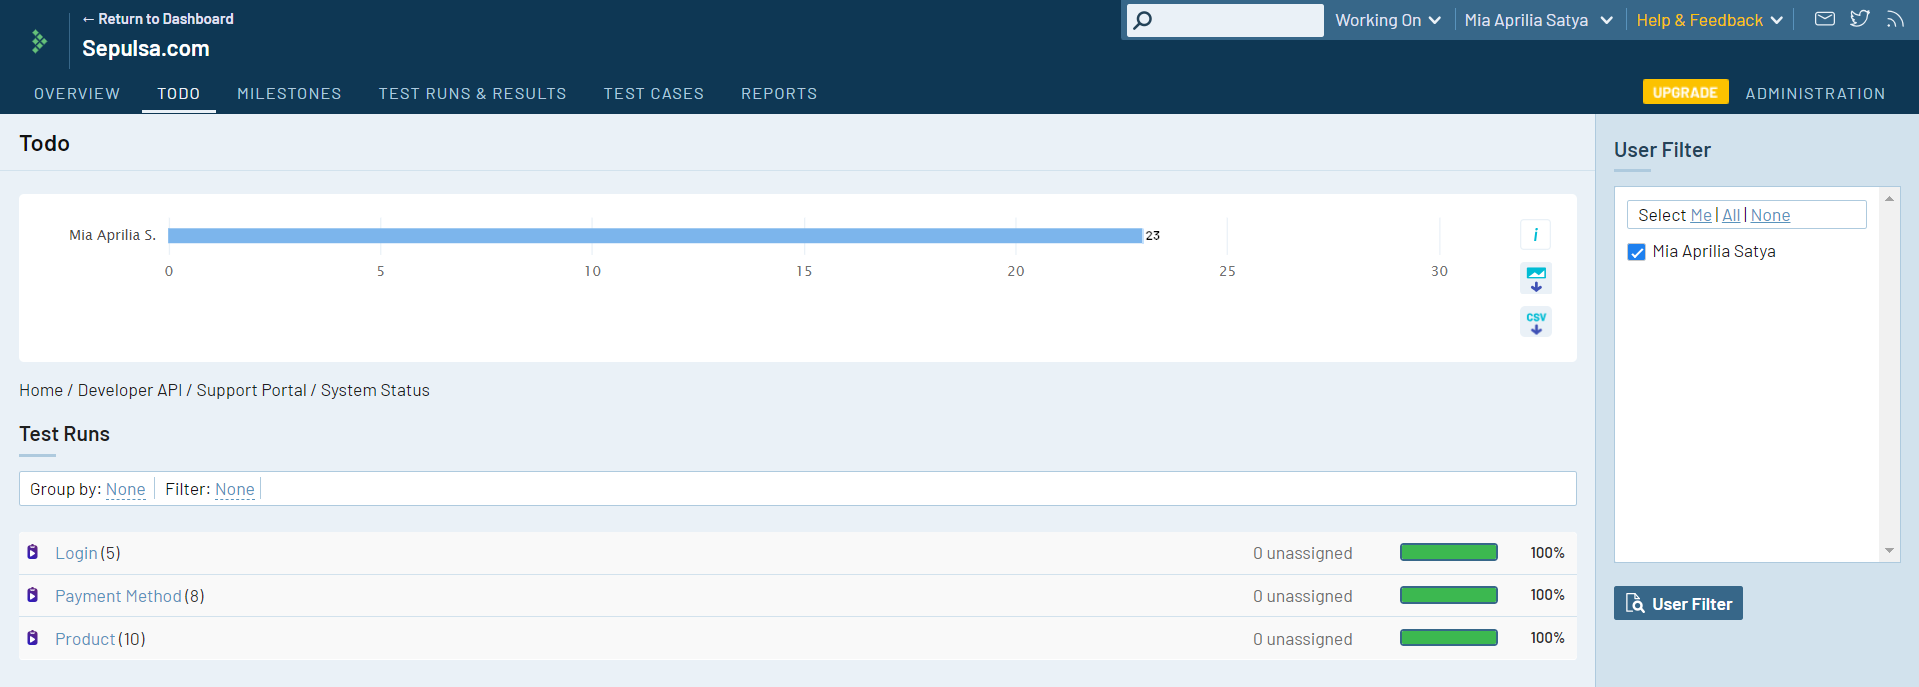 ← Return to Dashboard
Sepulsa.com
Working On
Mia Aprilia Satya
Help & Feedback
OVERVIEW TODO MILESTONES TEST RUNS & RESULTS TEST CASES REPORTS
UPGRADE ADMINISTRATION
Todo
Mia Aprilia S. 23
0 5 10 15 20 25 30
i
CSV
Home / Developer API / Support Portal / System Status
Test Runs
Group by: None Filter: None
Login (5) 0 unassigned 100%
Payment Method (8) 0 unassigned 100%
Product (10) 0 unassigned 100%
User Filter
Select Me | All | None
Mia Aprilia Satya
User Filter